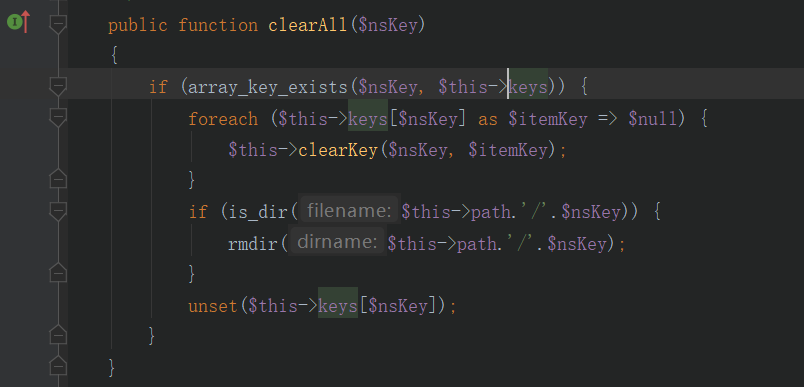 public function clearAll($nsKey)
{
if (array_key_exists($nsKey, $this->keys)) {
foreach ($this->keys[$nsKey] as $itemKey => $null) {
$this->clearKey($nsKey, $itemKey);
}
if (is_dir( filename: $this->path.'/'.$nsKey)) {
rmdir( dirname: $this->path.'/'.$nsKey);
}
unset($this->keys[$nsKey]);
}
}